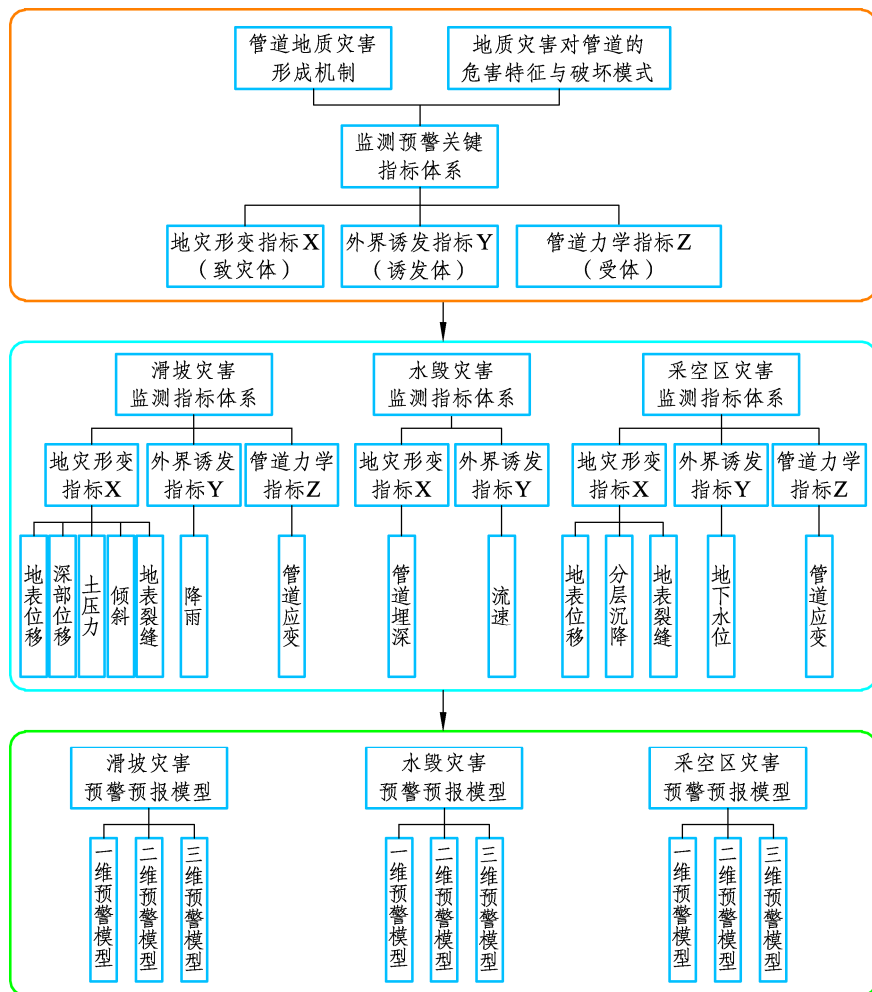 管道地质灾害
形成机制
地质灾害对管道的
危害特征与破坏模式
监测预警关键
指标体系
地灾形变指标X
（致灾体）
外界诱发指标Y
（诱发体）
管道力学指标Z
（受体）
滑坡灾害
监测指标体系
水毁灾害
监测指标体系
采空区灾害
监测指标体系
地灾形变
指标X
外界诱发
指标Y
管道力学
指标Z
地灾形变
指标X
外界诱发
指标Y
地灾形变
指标X
外界诱发
指标Y
管道力学
指标Z
地表位移
深部位移
土压力
倾斜
地表裂缝
降雨
管道应变
管道埋深
流速
地表位移
分层沉降
地表裂缝
地下水位
管道应变
滑坡灾害
预警预报模型
水毁灾害
预警预报模型
采空区灾害
预警预报模型
一维预警模型
二维预警模型
三维预警模型
一维预警模型
二维预警模型
三维预警模型
一维预警模型
二维预警模型
三维预警模型